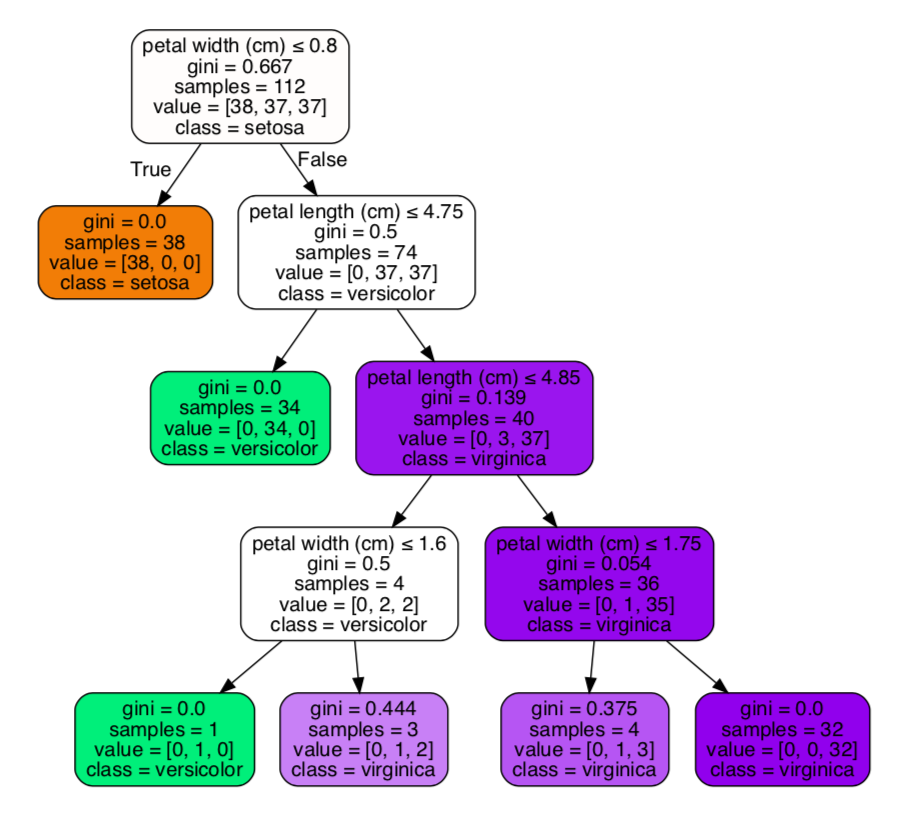 petal width (cm) ≤ 0.8
gini = 0.667
samples = 112
value = [38, 37, 37]
class = setosa
True
False
gini = 0.0
samples = 38
value = [38, 0, 0]
class = setosa
petal length (cm) ≤ 4.75
gini = 0.5
samples = 74
value = [0, 37, 37]
class = versicolor
gini = 0.0
samples = 34
value = [0, 34, 0]
class = versicolor
petal length (cm) ≤ 4.85
gini = 0.139
samples = 40
value = [0, 3, 37]
class = virginica
petal width (cm) ≤ 1.6
gini = 0.5
samples = 4
value = [0, 2, 2]
class = versicolor
petal width (cm) ≤ 1.75
gini = 0.054
samples = 36
value = [0, 1, 35]
class = virginica
gini = 0.0
samples = 1
value = [0, 1, 0]
class = versicolor
gini = 0.444
samples = 3
value = [0, 1, 2]
class = virginica
gini = 0.375
samples = 4
value = [0, 1, 3]
class = virginica
gini = 0.0
samples = 32
value = [0, 0, 32]
class = virginica